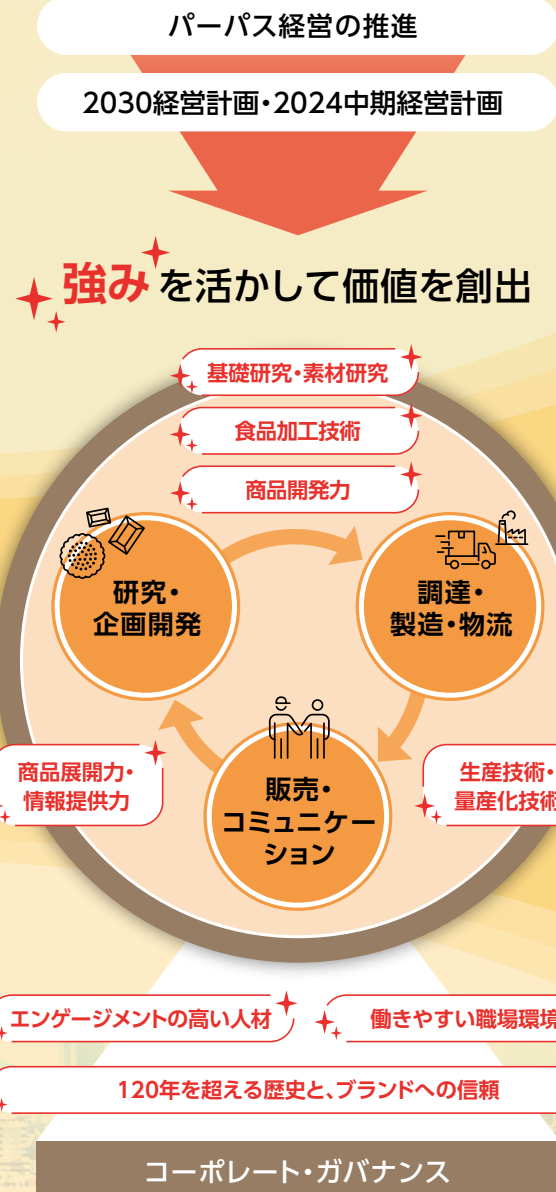 パーパス経営の推進
2030経営計画・2024中期経営計画
強みを活かして価値を創出
基礎研究・素材研究
食品加工技術
商品開発力
研究・
企画開発
調達・
製造・物流
販売・
コミュニケー
ション
商品展開力・
情報提供力
生産技術・
量産化技術
エンゲージメントの高い人材
働きやすい職場環境
120年を超える歴史と、ブランドへの信頼
コーポレート・ガバナンス